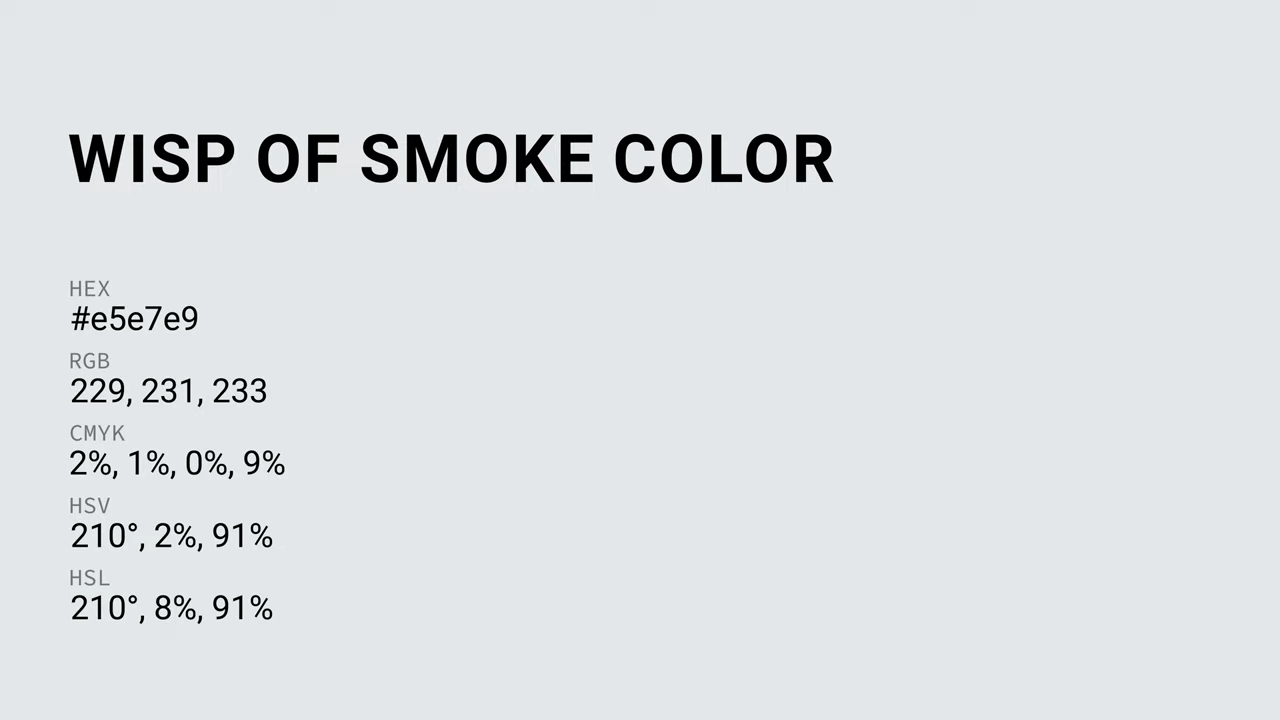 WISP OF SMOKE COLOR
HEX
#e5e7e9
RGB
229, 231, 233
CMYK
2%, 1%, 0%, 9%
HSV
210°, 2%, 91%
HSL
210°, 8%, 91%